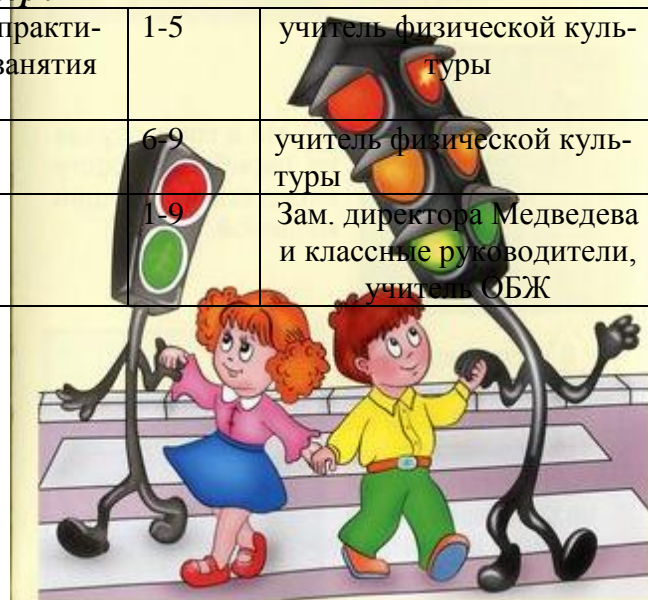 практи-
занятия
1-5
учитель физической куль-
туры
6-9
учитель физической куль-
туры
1-9
Зам. директора Медведева
и классные руководители,
учитель ОБЖ